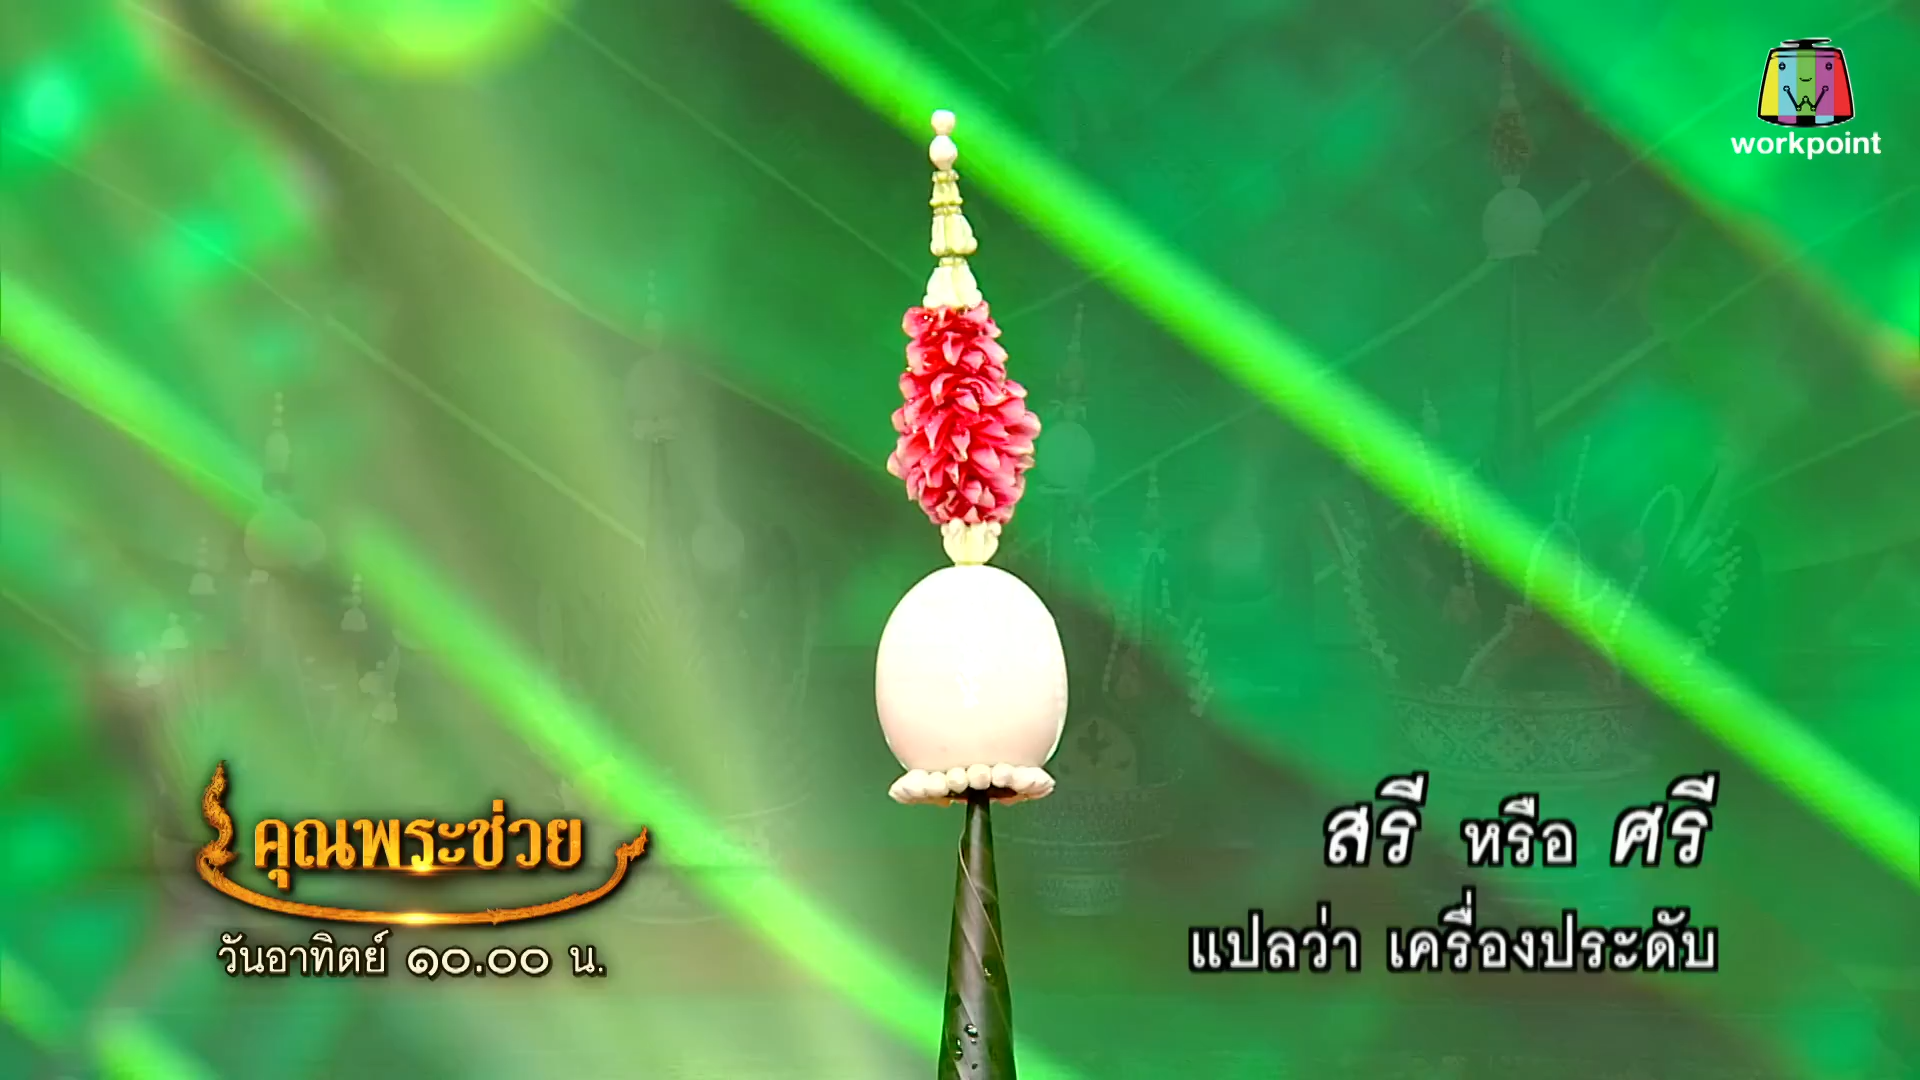 workpoint
คุณพระช่วย
วันอาทิตย์ ๑๐.๐๐ น.
สรี หรือ ศรี
แปลว่า เครื่องประดับ